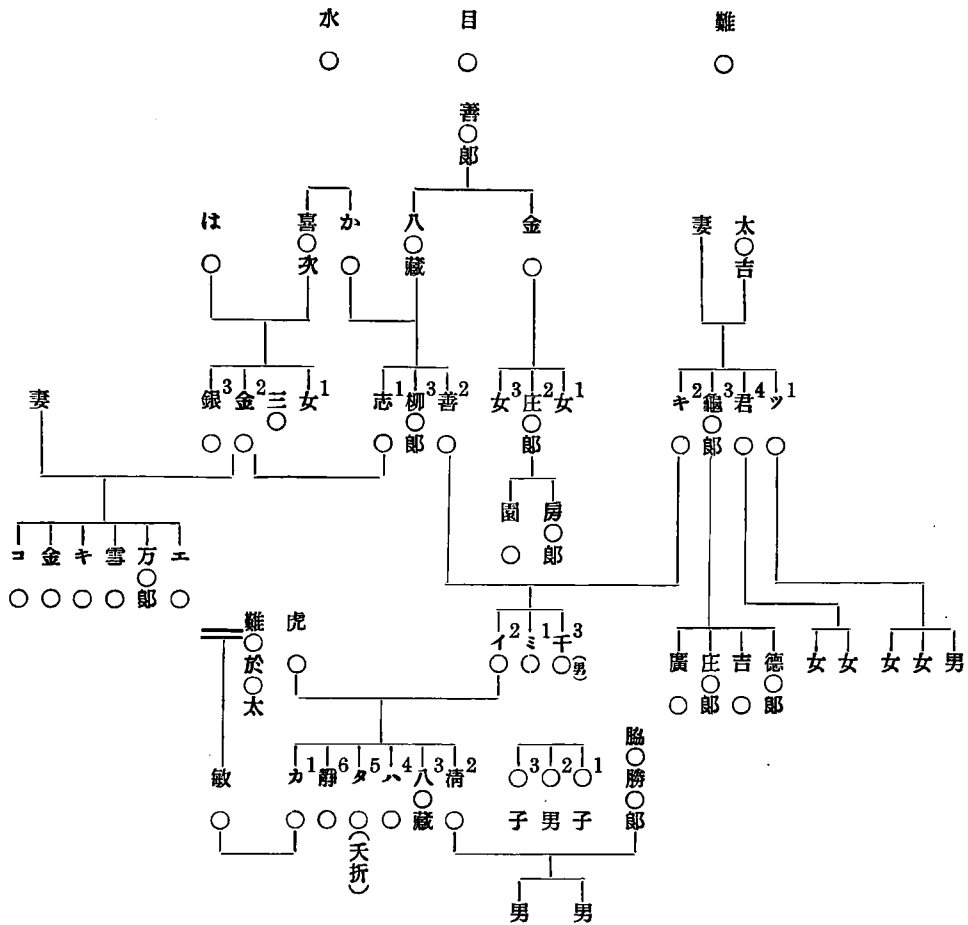 難○
目○
水○
善○郎
金○
八○藏
か○
喜○次
は○
太○吉
妻
ッ○1
君○4
龜○郎3
キ○2
女1
庄○郎2
女3
善○2
柳○郎3
志○1
女1
三○
金○2
銀○3
妻
房○郎
園○
エ○
万○郎
雪○
キ○
金○
コ○
千○3(男)
ミ○1
イ○2
虎○
難○於○太
男
女
女
女
女
德○郎
吉○
庄○郎
廣○
脇○勝○郎
○子1
○男2
○子3
清○2
八○藏3
ハ○4
タ○5(夭折)
靜○6
カ○1
敏○
男
男